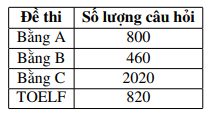 Đề thi Số lượng câu hỏi
Bằng A 800
Bằng B 460
Bằng C 2020
TOELF 820